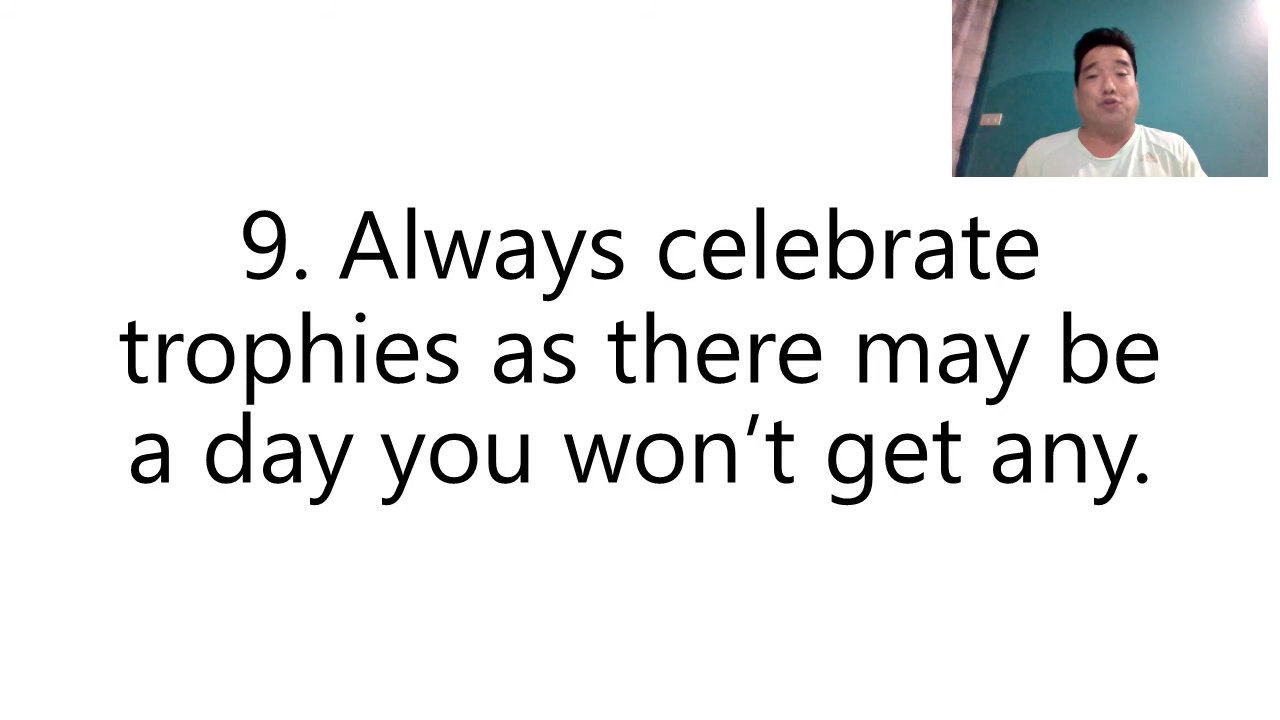 9. Always celebrate
trophies as there may be
a day you won’t get any.